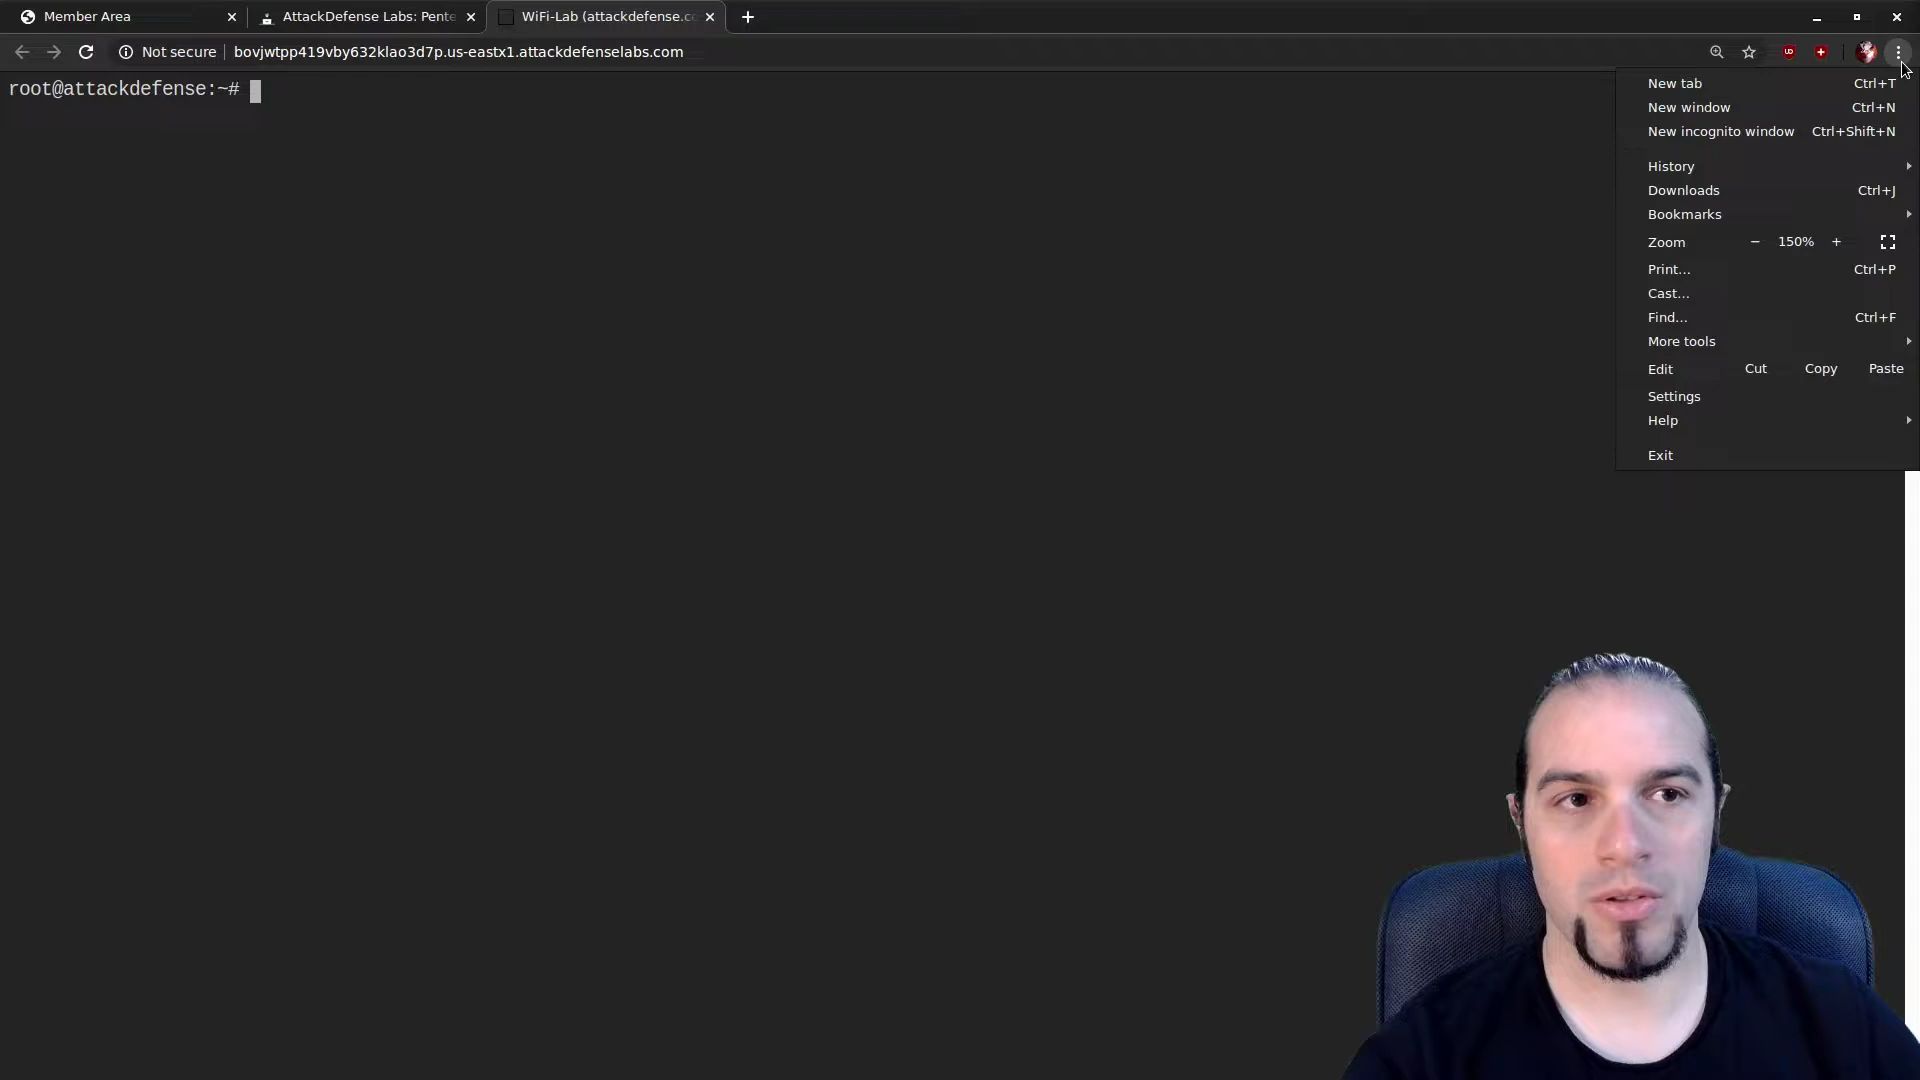 Member Area
AttackDefense Labs: Pente
WiFi-Lab (attackdefense.c
Not secure
bovjwtpp419vby632klao3d7p.us-eastx1.attackdefenselabs.com
root@attackdefense:~#
New tab Ctrl+T
New window Ctrl+N
New incognito window Ctrl+Shift+N
History
Downloads Ctrl+J
Bookmarks
Zoom − 150% +
Print... Ctrl+P
Cast...
Find... Ctrl+F
More tools
Edit Cut Copy Paste
Settings
Help
Exit